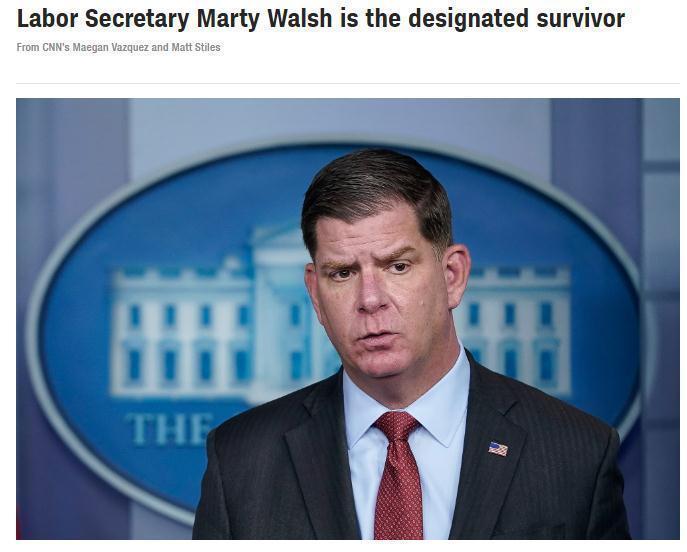 Labor Secretary Marty Walsh is the designated survivor
From CNN's Maegan Vazquez and Matt Stiles
THE